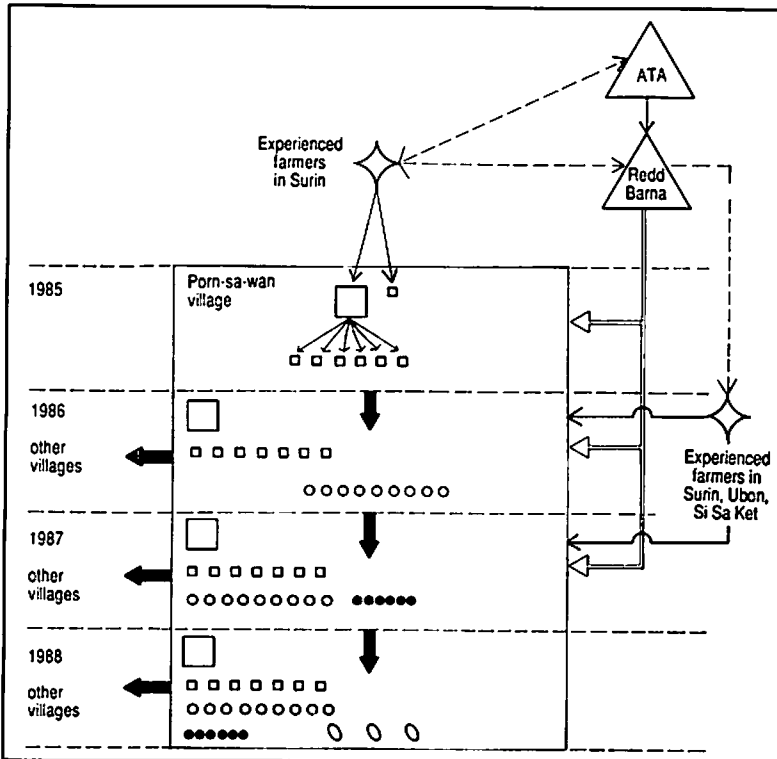 ATA
Experienced
farmers
in Surin
Redd
Barna
1985
Porn-sa-wan
village
1986
other
villages
Experienced
farmers in
Surin, Ubon,
Si Sa Ket
1987
other
villages
1988
other
villages